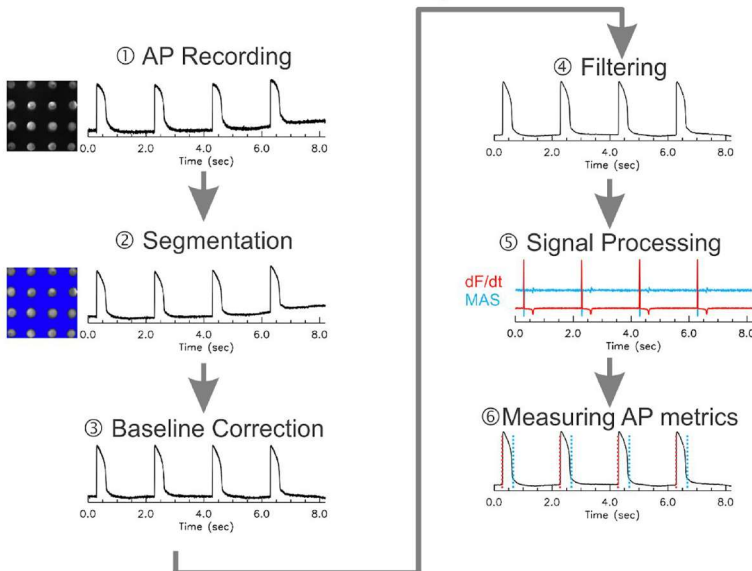 ① AP Recording
0.0 2.0 4.0 6.0 8.0
Time (sec)
② Segmentation
0.0 2.0 4.0 6.0 8.0
Time (sec)
③ Baseline Correction
0.0 2.0 4.0 6.0 8.0
Time (sec)
④ Filtering
0.0 2.0 4.0 6.0 8.0
Time (sec)
⑤ Signal Processing
dF/dt
MAS
0.0 2.0 4.0 6.0 8.0
Time (sec)
⑥Measuring AP metrics
0.0 2.0 4.0 6.0 8.0
Time (sec)